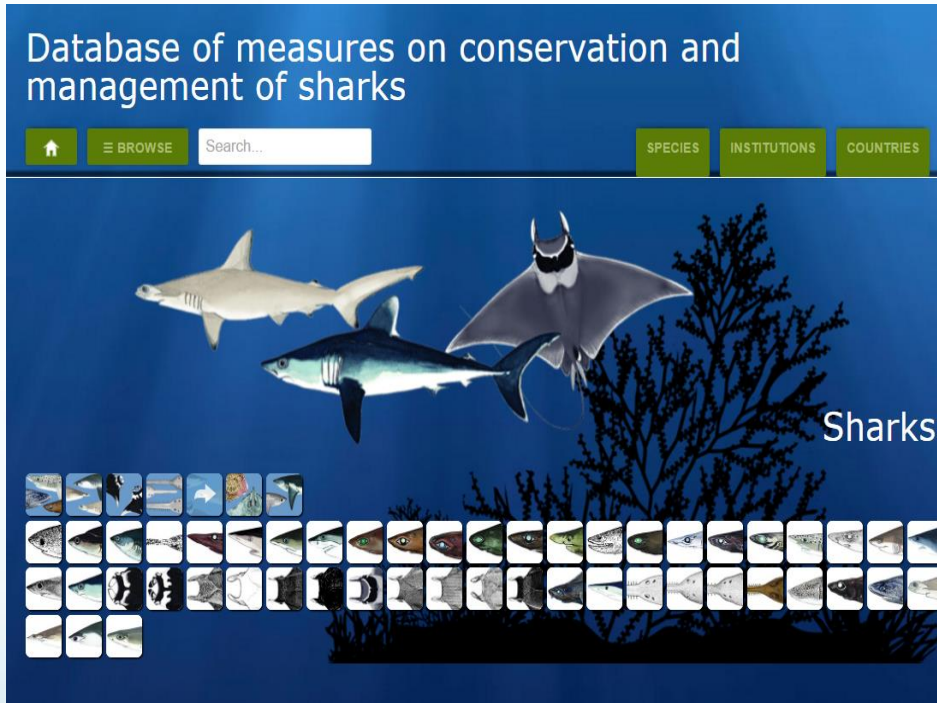 Database of measures on conservation and
management of sharks
☰ BROWSE
Search...
SPECIES
INSTITUTIONS
COUNTRIES
Sharks